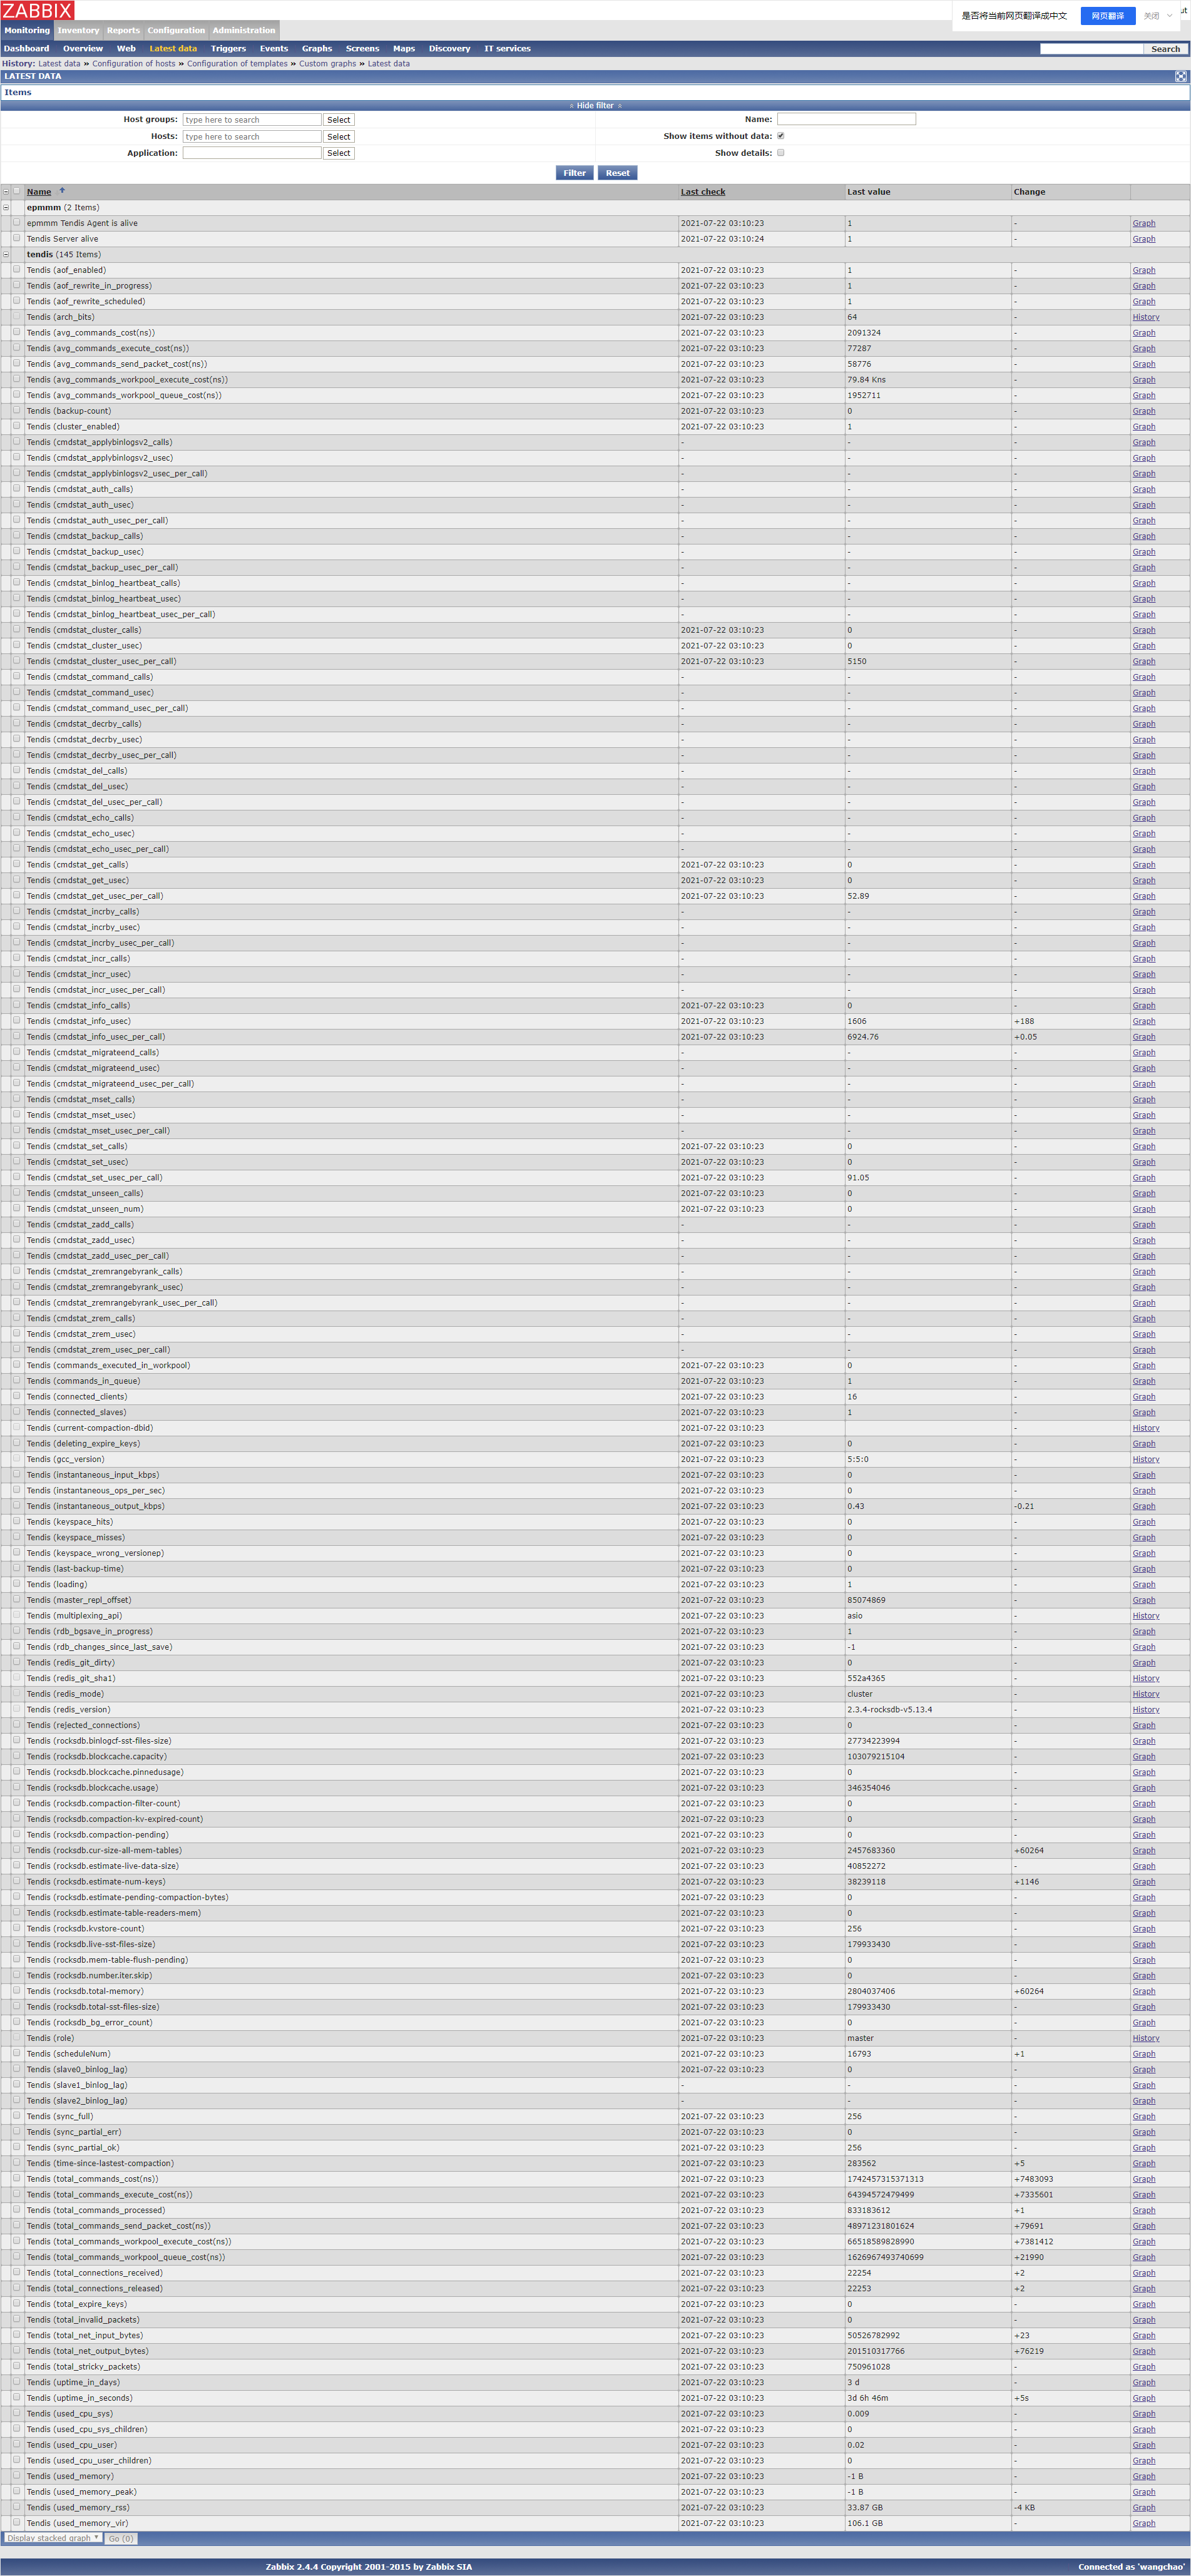 ZABBIX
是否将当前网页翻译成中文 网页翻译 关闭 ut
Monitoring Inventory Reports Configuration Administration
Dashboard Overview Web Latest data Triggers Events Graphs Screens Maps Discovery IT services Search
History: Latest data » Configuration of hosts » Configuration of templates » Custom graphs » Latest data
LATEST DATA
Items
Hide filter
Host groups: type here to search Select Name:
Hosts: type here to search Select Show items without data:
Application: Select Show details:
Filter Reset
Name Last check Last value Change
epmmm (2 Items)
epmmm Tendis Agent is alive 2021-07-22 03:10:23 1 - Graph
Tendis Server alive 2021-07-22 03:10:24 1 - Graph
tendis (145 Items)
Tendis (aof_enabled) 2021-07-22 03:10:23 1 - Graph
Tendis (aof_rewrite_in_progress) 2021-07-22 03:10:23 1 - Graph
Tendis (aof_rewrite_scheduled) 2021-07-22 03:10:23 1 - Graph
Tendis (arch_bits) 2021-07-22 03:10:23 64 - History
Tendis (avg_commands_cost(ns)) 2021-07-22 03:10:23 2091324 - Graph
Tendis (avg_commands_execute_cost(ns)) 2021-07-22 03:10:23 77287 - Graph
Tendis (avg_commands_send_packet_cost(ns)) 2021-07-22 03:10:23 58776 - Graph
Tendis (avg_commands_workpool_execute_cost(ns)) 2021-07-22 03:10:23 79.84 Kns - Graph
Tendis (avg_commands_workpool_queue_cost(ns)) 2021-07-22 03:10:23 1952711 - Graph
Tendis (backup-count) 2021-07-22 03:10:23 0 - Graph
Tendis (cluster_enabled) 2021-07-22 03:10:23 1 - Graph
Tendis (cmdstat_applybinlogsv2_calls) - - - Graph
Tendis (cmdstat_applybinlogsv2_usec) - - - Graph
Tendis (cmdstat_applybinlogsv2_usec_per_call) - - - Graph
Tendis (cmdstat_auth_calls) - - - Graph
Tendis (cmdstat_auth_usec) - - - Graph
Tendis (cmdstat_auth_usec_per_call) - - - Graph
Tendis (cmdstat_backup_calls) - - - Graph
Tendis (cmdstat_backup_usec) - - - Graph
Tendis (cmdstat_backup_usec_per_call) - - - Graph
Tendis (cmdstat_binlog_heartbeat_calls) - - - Graph
Tendis (cmdstat_binlog_heartbeat_usec) - - - Graph
Tendis (cmdstat_binlog_heartbeat_usec_per_call) - - - Graph
Tendis (cmdstat_cluster_calls) 2021-07-22 03:10:23 0 - Graph
Tendis (cmdstat_cluster_usec) 2021-07-22 03:10:23 0 - Graph
Tendis (cmdstat_cluster_usec_per_call) 2021-07-22 03:10:23 5150 - Graph
Tendis (cmdstat_command_calls) - - - Graph
Tendis (cmdstat_command_usec) - - - Graph
Tendis (cmdstat_command_usec_per_call) - - - Graph
Tendis (cmdstat_decrby_calls) - - - Graph
Tendis (cmdstat_decrby_usec) - - - Graph
Tendis (cmdstat_decrby_usec_per_call) - - - Graph
Tendis (cmdstat_del_calls) - - - Graph
Tendis (cmdstat_del_usec) - - - Graph
Tendis (cmdstat_del_usec_per_call) - - - Graph
Tendis (cmdstat_echo_calls) - - - Graph
Tendis (cmdstat_echo_usec) - - - Graph
Tendis (cmdstat_echo_usec_per_call) - - - Graph
Tendis (cmdstat_get_calls) 2021-07-22 03:10:23 0 - Graph
Tendis (cmdstat_get_usec) 2021-07-22 03:10:23 0 - Graph
Tendis (cmdstat_get_usec_per_call) 2021-07-22 03:10:23 52.89 - Graph
Tendis (cmdstat_incrby_calls) - - - Graph
Tendis (cmdstat_incrby_usec) - - - Graph
Tendis (cmdstat_incrby_usec_per_call) - - - Graph
Tendis (cmdstat_incr_calls) - - - Graph
Tendis (cmdstat_incr_usec) - - - Graph
Tendis (cmdstat_incr_usec_per_call) - - - Graph
Tendis (cmdstat_info_calls) 2021-07-22 03:10:23 0 - Graph
Tendis (cmdstat_info_usec) 2021-07-22 03:10:23 1606 +188 Graph
Tendis (cmdstat_info_usec_per_call) 2021-07-22 03:10:23 6924.76 +0.05 Graph
Tendis (cmdstat_migrateend_calls) - - - Graph
Tendis (cmdstat_migrateend_usec) - - - Graph
Tendis (cmdstat_migrateend_usec_per_call) - - - Graph
Tendis (cmdstat_mset_calls) - - - Graph
Tendis (cmdstat_mset_usec) - - - Graph
Tendis (cmdstat_mset_usec_per_call) - - - Graph
Tendis (cmdstat_set_calls) 2021-07-22 03:10:23 0 - Graph
Tendis (cmdstat_set_usec) 2021-07-22 03:10:23 0 - Graph
Tendis (cmdstat_set_usec_per_call) 2021-07-22 03:10:23 91.05 - Graph
Tendis (cmdstat_unseen_calls) 2021-07-22 03:10:23 0 - Graph
Tendis (cmdstat_unseen_num) 2021-07-22 03:10:23 0 - Graph
Tendis (cmdstat_zadd_calls) - - - Graph
Tendis (cmdstat_zadd_usec) - - - Graph
Tendis (cmdstat_zadd_usec_per_call) - - - Graph
Tendis (cmdstat_zremrangebyrank_calls) - - - Graph
Tendis (cmdstat_zremrangebyrank_usec) - - - Graph
Tendis (cmdstat_zremrangebyrank_usec_per_call) - - - Graph
Tendis (cmdstat_zrem_calls) - - - Graph
Tendis (cmdstat_zrem_usec) - - - Graph
Tendis (cmdstat_zrem_usec_per_call) - - - Graph
Tendis (commands_executed_in_workpool) 2021-07-22 03:10:23 0 - Graph
Tendis (commands_in_queue) 2021-07-22 03:10:23 1 - Graph
Tendis (connected_clients) 2021-07-22 03:10:23 16 - Graph
Tendis (connected_slaves) 2021-07-22 03:10:23 1 - Graph
Tendis (current-compaction-dbid) 2021-07-22 03:10:23 - History
Tendis (deleting_expire_keys) 2021-07-22 03:10:23 0 - Graph
Tendis (gcc_version) 2021-07-22 03:10:23 5:5:0 - History
Tendis (instantaneous_input_kbps) 2021-07-22 03:10:23 0 - Graph
Tendis (instantaneous_ops_per_sec) 2021-07-22 03:10:23 0 - Graph
Tendis (instantaneous_output_kbps) 2021-07-22 03:10:23 0.43 -0.21 Graph
Tendis (keyspace_hits) 2021-07-22 03:10:23 0 - Graph
Tendis (keyspace_misses) 2021-07-22 03:10:23 0 - Graph
Tendis (keyspace_wrong_versionep) 2021-07-22 03:10:23 0 - Graph
Tendis (last-backup-time) 2021-07-22 03:10:23 0 - Graph
Tendis (loading) 2021-07-22 03:10:23 1 - Graph
Tendis (master_repl_offset) 2021-07-22 03:10:23 85074869 - Graph
Tendis (multiplexing_api) 2021-07-22 03:10:23 asio - History
Tendis (rdb_bgsave_in_progress) 2021-07-22 03:10:23 1 - Graph
Tendis (rdb_changes_since_last_save) 2021-07-22 03:10:23 -1 - Graph
Tendis (redis_git_dirty) 2021-07-22 03:10:23 0 - Graph
Tendis (redis_git_sha1) 2021-07-22 03:10:23 552a4365 - History
Tendis (redis_mode) 2021-07-22 03:10:23 cluster - History
Tendis (redis_version) 2021-07-22 03:10:23 2.3.4-rocksdb-v5.13.4 - History
Tendis (rejected_connections) 2021-07-22 03:10:23 0 - Graph
Tendis (rocksdb.binlogcf-sst-files-size) 2021-07-22 03:10:23 27734223994 - Graph
Tendis (rocksdb.blockcache.capacity) 2021-07-22 03:10:23 103079215104 - Graph
Tendis (rocksdb.blockcache.pinnedusage) 2021-07-22 03:10:23 0 - Graph
Tendis (rocksdb.blockcache.usage) 2021-07-22 03:10:23 346354046 - Graph
Tendis (rocksdb.compaction-filter-count) 2021-07-22 03:10:23 0 - Graph
Tendis (rocksdb.compaction-kv-expired-count) 2021-07-22 03:10:23 0 - Graph
Tendis (rocksdb.compaction-pending) 2021-07-22 03:10:23 0 - Graph
Tendis (rocksdb.cur-size-all-mem-tables) 2021-07-22 03:10:23 2457683360 +60264 Graph
Tendis (rocksdb.estimate-live-data-size) 2021-07-22 03:10:23 40852272 - Graph
Tendis (rocksdb.estimate-num-keys) 2021-07-22 03:10:23 38239118 +1146 Graph
Tendis (rocksdb.estimate-pending-compaction-bytes) 2021-07-22 03:10:23 0 - Graph
Tendis (rocksdb.estimate-table-readers-mem) 2021-07-22 03:10:23 0 - Graph
Tendis (rocksdb.kvstore-count) 2021-07-22 03:10:23 256 - Graph
Tendis (rocksdb.live-sst-files-size) 2021-07-22 03:10:23 179933430 - Graph
Tendis (rocksdb.mem-table-flush-pending) 2021-07-22 03:10:23 0 - Graph
Tendis (rocksdb.number.iter.skip) 2021-07-22 03:10:23 0 - Graph
Tendis (rocksdb.total-memory) 2021-07-22 03:10:23 2804037406 +60264 Graph
Tendis (rocksdb.total-sst-files-size) 2021-07-22 03:10:23 179933430 - Graph
Tendis (rocksdb_bg_error_count) 2021-07-22 03:10:23 0 - Graph
Tendis (role) 2021-07-22 03:10:23 master - History
Tendis (scheduleNum) 2021-07-22 03:10:23 16793 +1 Graph
Tendis (slave0_binlog_lag) 2021-07-22 03:10:23 0 - Graph
Tendis (slave1_binlog_lag) - - - Graph
Tendis (slave2_binlog_lag) - - - Graph
Tendis (sync_full) 2021-07-22 03:10:23 256 - Graph
Tendis (sync_partial_err) 2021-07-22 03:10:23 0 - Graph
Tendis (sync_partial_ok) 2021-07-22 03:10:23 256 - Graph
Tendis (time-since-lastest-compaction) 2021-07-22 03:10:23 283562 +5 Graph
Tendis (total_commands_cost(ns)) 2021-07-22 03:10:23 1742457315371313 +7483093 Graph
Tendis (total_commands_execute_cost(ns)) 2021-07-22 03:10:23 64394572479499 +7335601 Graph
Tendis (total_commands_processed) 2021-07-22 03:10:23 833183612 +1 Graph
Tendis (total_commands_send_packet_cost(ns)) 2021-07-22 03:10:23 48971231801624 +79691 Graph
Tendis (total_commands_workpool_execute_cost(ns)) 2021-07-22 03:10:23 66518589828990 +7381412 Graph
Tendis (total_commands_workpool_queue_cost(ns)) 2021-07-22 03:10:23 1626967493740699 +21990 Graph
Tendis (total_connections_received) 2021-07-22 03:10:23 22254 +2 Graph
Tendis (total_connections_released) 2021-07-22 03:10:23 22253 +2 Graph
Tendis (total_expire_keys) 2021-07-22 03:10:23 0 - Graph
Tendis (total_invalid_packets) 2021-07-22 03:10:23 0 - Graph
Tendis (total_net_input_bytes) 2021-07-22 03:10:23 50526782992 +23 Graph
Tendis (total_net_output_bytes) 2021-07-22 03:10:23 201510317766 +76219 Graph
Tendis (total_stricky_packets) 2021-07-22 03:10:23 750961028 - Graph
Tendis (uptime_in_days) 2021-07-22 03:10:23 3 d - Graph
Tendis (uptime_in_seconds) 2021-07-22 03:10:23 3d 6h 46m +5s Graph
Tendis (used_cpu_sys) 2021-07-22 03:10:23 0.009 - Graph
Tendis (used_cpu_sys_children) 2021-07-22 03:10:23 0 - Graph
Tendis (used_cpu_user) 2021-07-22 03:10:23 0.02 - Graph
Tendis (used_cpu_user_children) 2021-07-22 03:10:23 0 - Graph
Tendis (used_memory) 2021-07-22 03:10:23 -1 B - Graph
Tendis (used_memory_peak) 2021-07-22 03:10:23 -1 B - Graph
Tendis (used_memory_rss) 2021-07-22 03:10:23 33.87 GB -4 KB Graph
Tendis (used_memory_vir) 2021-07-22 03:10:23 106.1 GB - Graph
Display stacked graph Go (0)
Zabbix 2.4.4 Copyright 2001-2015 by Zabbix SIA Connected as 'wangchao'